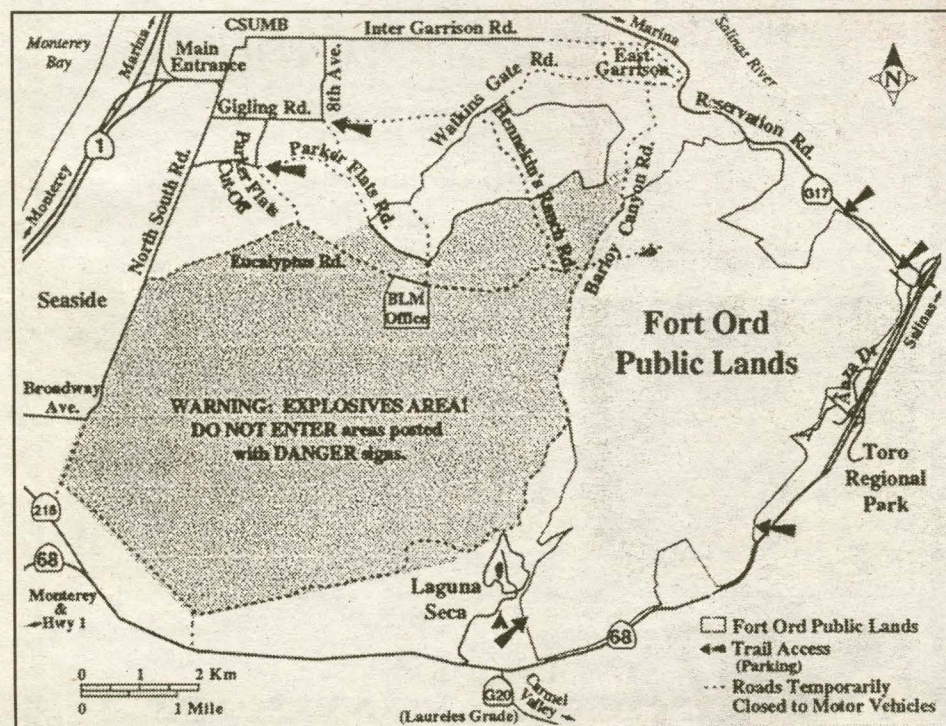 CSUMB
Inter Garrison Rd.
Monterey
Bay
Marina
Main
Entrance
Marina
Salinas
River
N
East
Garrison
8th Ave.
Gigling Rd.
Watkins Gate Rd.
Reservation Rd.
1
Monterey
North South Rd.
Parker Flats
Cut-Off
Parker Flats Rd.
Hennekin's Ranch Rd.
Barloy Canyon Rd.
G17
Eucalyptus Rd.
BLM
Office
Seaside
Fort Ord
Public Lands
Salinas
Anza Dr
Broadway
Ave.
WARNING: EXPLOSIVES AREA!
DO NOT ENTER areas posted
with DANGER signs.
Toro
Regional
Park
218
68
Monterey
&
Hwy 1
Laguna
Seca
68
Fort Ord Public Lands
Trail Access
(Parking)
Roads Temporarily
Closed to Motor Vehicles
0 1 2 Km
0 1 Mile
G20
(Laureles Grade)
Carmel
Valley